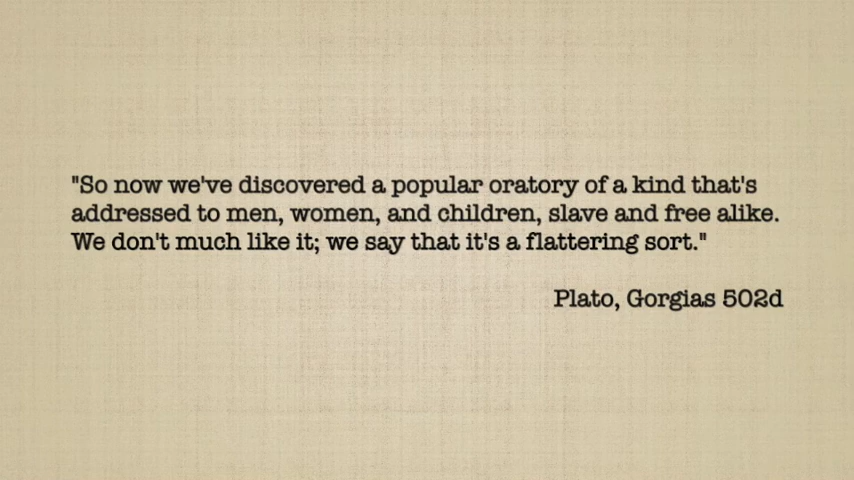 "So now we've discovered a popular oratory of a kind that's
addressed to men, women, and children, slave and free alike.
We don't much like it; we say that it's a flattering sort."
Plato, Gorgias 502d